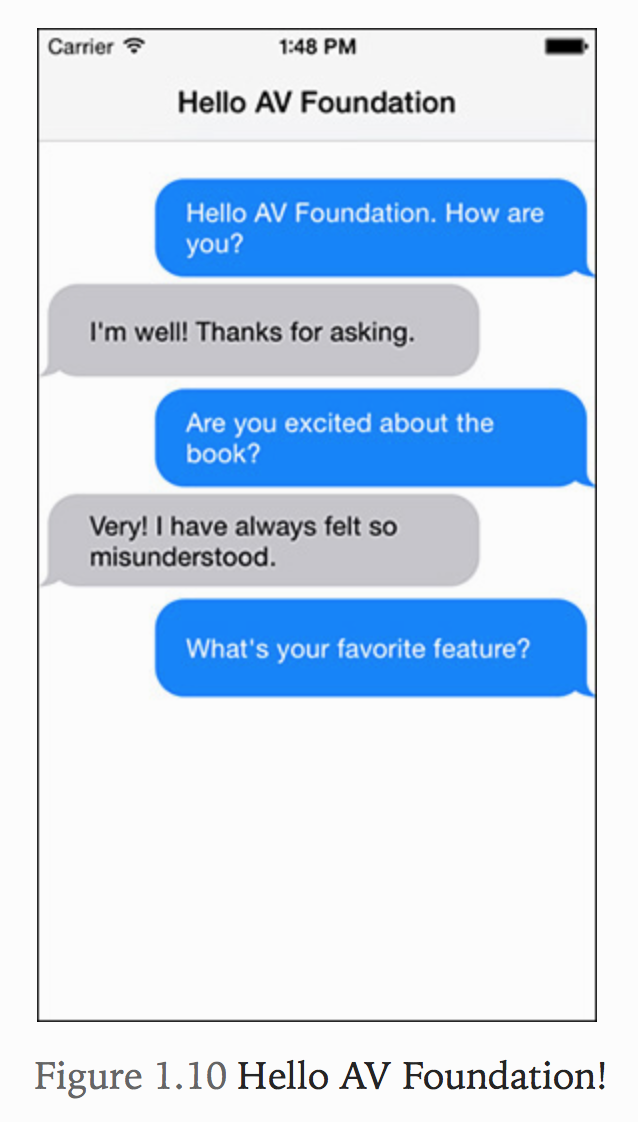 Carrier
1:48 PM
Hello AV Foundation
Hello AV Foundation. How are
you?
I'm well! Thanks for asking.
Are you excited about the
book?
Very! I have always felt so
misunderstood.
What's your favorite feature?
Figure 1.10 Hello AV Foundation!